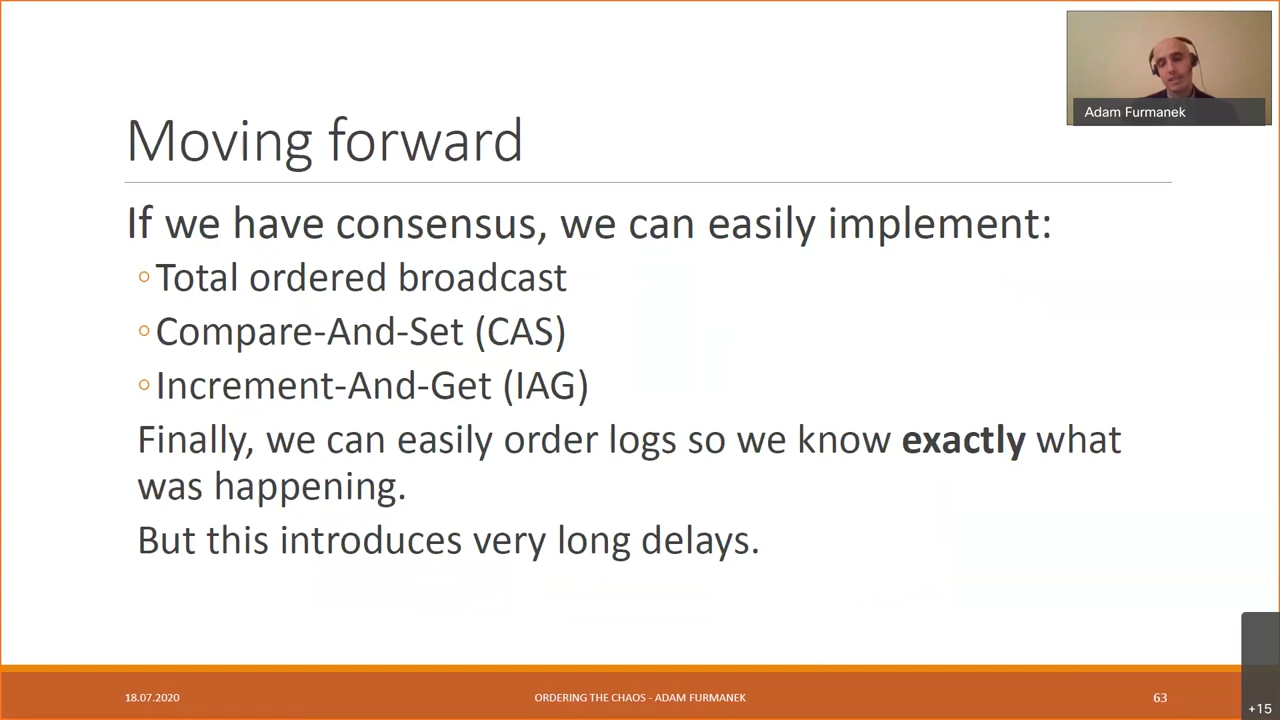 Adam Furmanek
Moving forward
If we have consensus, we can easily implement:
Total ordered broadcast
Compare-And-Set (CAS)
Increment-And-Get (IAG)
Finally, we can easily order logs so we know exactly what
was happening.
But this introduces very long delays.
18.07.2020
ORDERING THE CHAOS - ADAM FURMANEK
63
+15